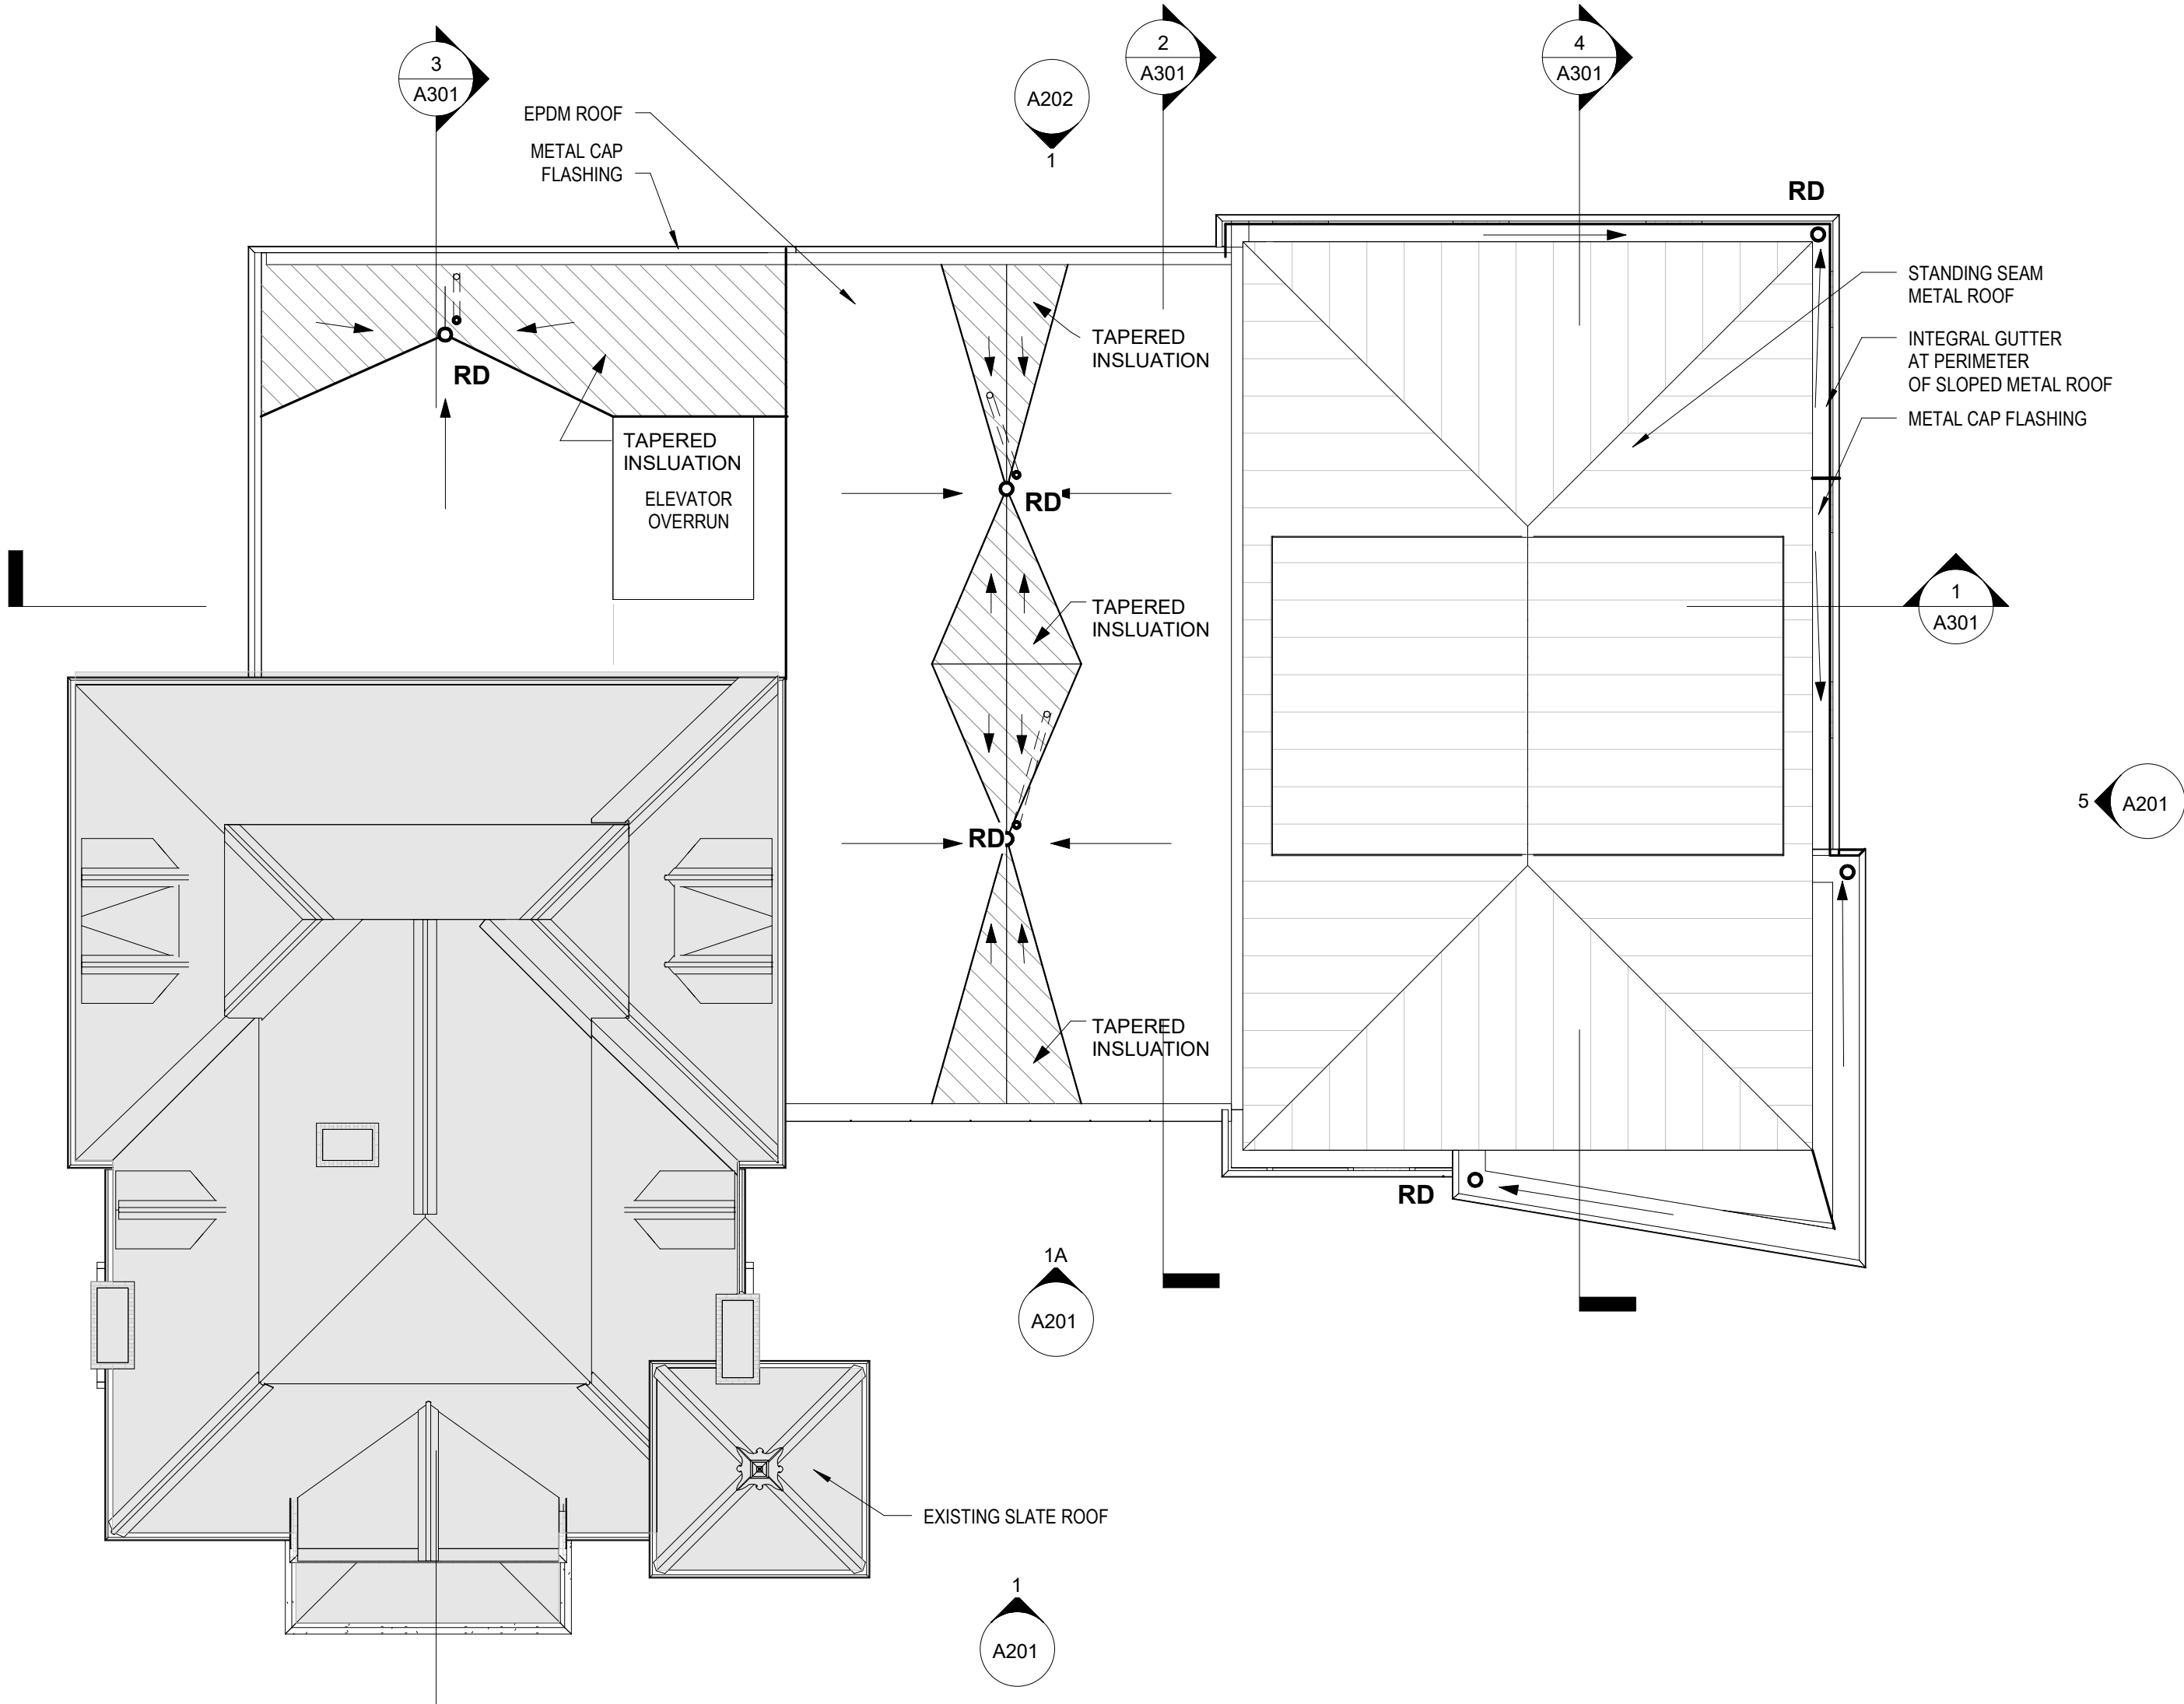 3
A301
2
A301
4
A301
A202
1
EPDM ROOF
METAL CAP
FLASHING
RD
STANDING SEAM
METAL ROOF
INTEGRAL GUTTER
AT PERIMETER
OF SLOPED METAL ROOF
METAL CAP FLASHING
TAPERED
INSLUATION
RD
TAPERED
INSLUATION
ELEVATOR
OVERRUN
RD
TAPERED
INSLUATION
1
A301
5
A201
RD
TAPERED
INSLUATION
RD
1A
A201
EXISTING SLATE ROOF
1
A201